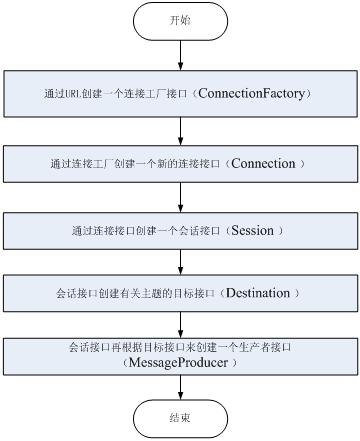 开始
通过URL创建一个连接工厂接口（ConnectionFactory）
通过连接工厂创建一个新的连接接口（Connection ）
通过连接接口创建一个会话接口（Session ）
会话接口创建有关主题的目标接口（Destination ）
会话接口再根据目标接口来创建一个生产者接口
（MessageProducer ）
结束